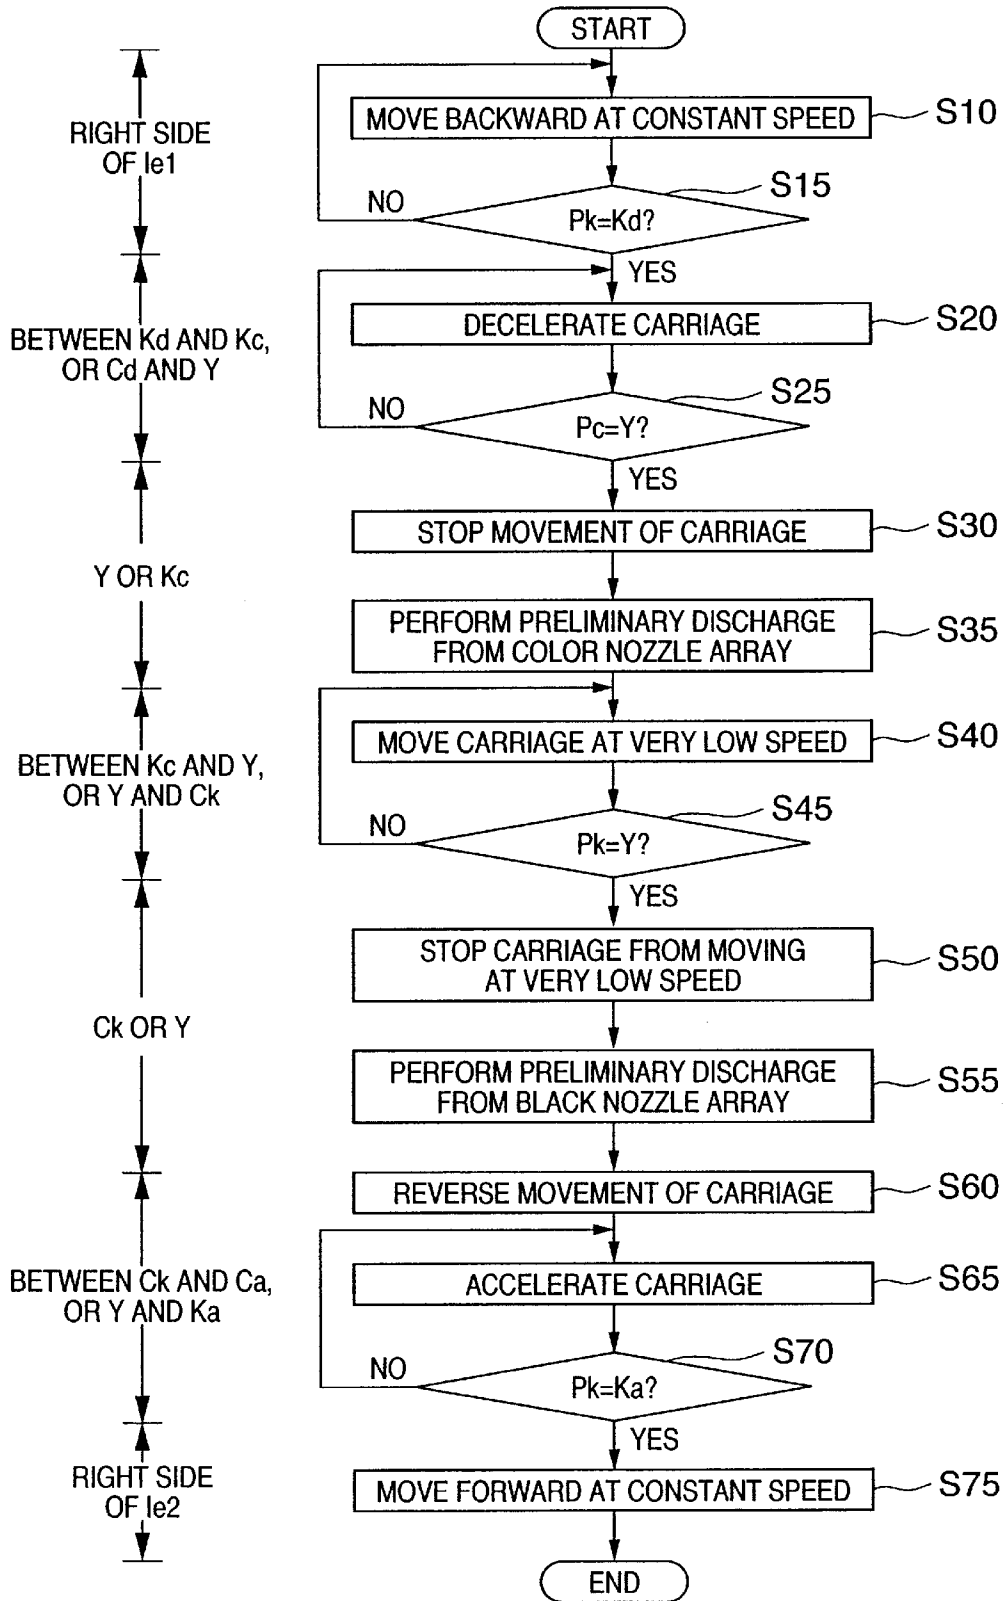 START
RIGHT SIDE
OF le1
MOVE BACKWARD AT CONSTANT SPEED
S10
S15
NO
Pk=Kd?
YES
BETWEEN Kd AND Kc,
OR Cd AND Y
DECELERATE CARRIAGE
S20
S25
NO
Pc=Y?
YES
Y OR Kc
STOP MOVEMENT OF CARRIAGE
S30
PERFORM PRELIMINARY DISCHARGE
FROM COLOR NOZZLE ARRAY
S35
BETWEEN Kc AND Y,
OR Y AND Ck
MOVE CARRIAGE AT VERY LOW SPEED
S40
S45
NO
Pk=Y?
YES
Ck OR Y
STOP CARRIAGE FROM MOVING
AT VERY LOW SPEED
S50
PERFORM PRELIMINARY DISCHARGE
FROM BLACK NOZZLE ARRAY
S55
REVERSE MOVEMENT OF CARRIAGE
S60
BETWEEN Ck AND Ca,
OR Y AND Ka
ACCELERATE CARRIAGE
S65
S70
NO
Pk=Ka?
YES
RIGHT SIDE
OF le2
MOVE FORWARD AT CONSTANT SPEED
S75
END